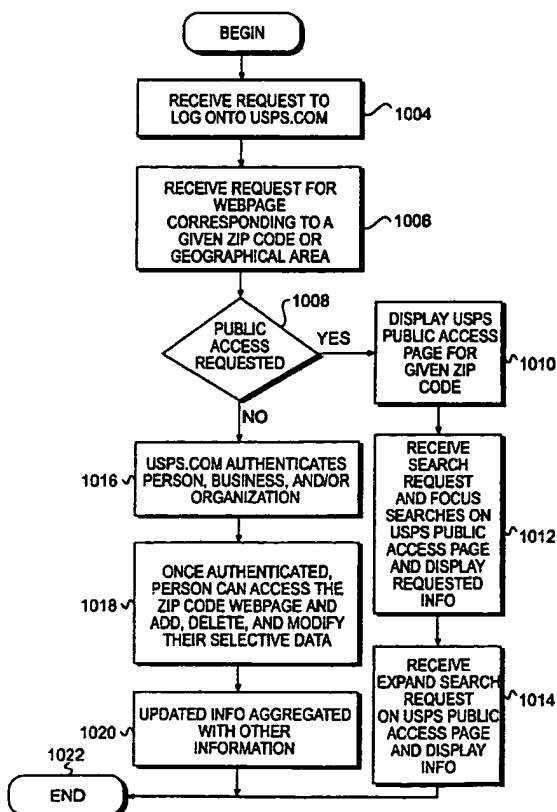 BEGIN
RECEIVE REQUEST TO
LOG ONTO USPS.COM
1004
RECEIVE REQUEST FOR
WEBPAGE
CORRESPONDING TO A
GIVEN ZIP CODE OR
GEOGRAPHICAL AREA
1006
1008
PUBLIC
ACCESS
REQUESTED
YES
NO
DISPLAY USPS
PUBLIC ACCESS
PAGE FOR
GIVEN ZIP
CODE
1010
RECEIVE
SEARCH
REQUEST
AND FOCUS
SEARCHES ON
USPS PUBLIC
ACCESS PAGE
AND DISPLAY
REQUESTED
INFO
1012
RECEIVE
EXPAND SEARCH
REQUEST
ON USPS PUBLIC
ACCESS PAGE
AND DISPLAY
INFO
1014
1016
USPS.COM AUTHENTICATES
PERSON, BUSINESS, AND/OR
ORGANIZATION
1018
ONCE AUTHENTICATED,
PERSON CAN ACCESS THE
ZIP CODE WEBPAGE AND
ADD, DELETE, AND MODIFY
THEIR SELECTIVE DATA
1020
UPDATED INFO AGGREGATED
WITH OTHER
INFORMATION
1022
END